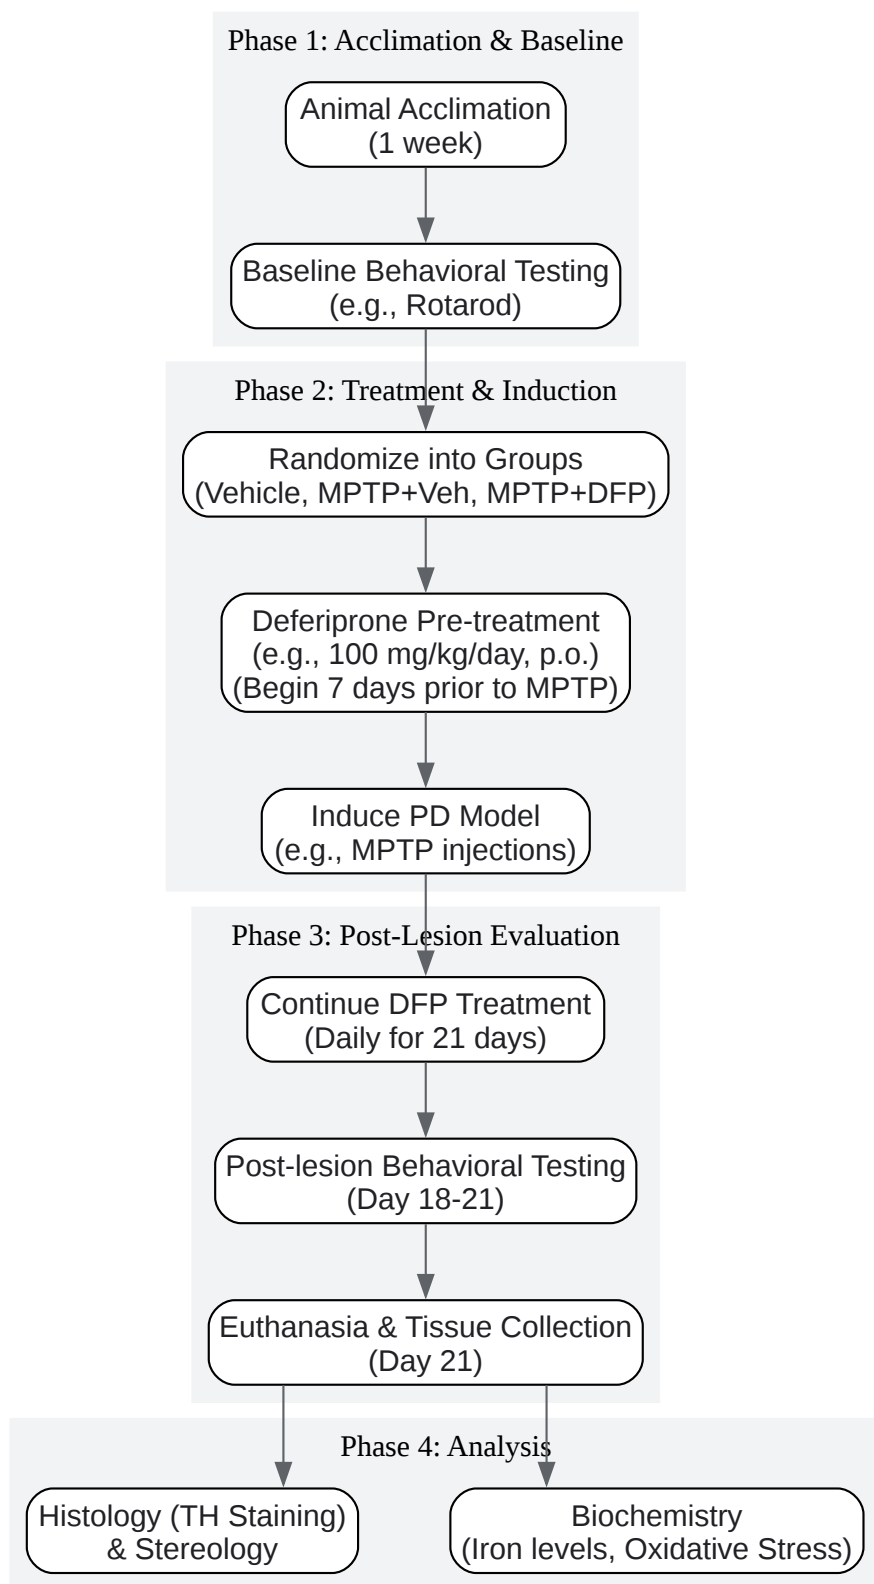 Phase 1: Acclimation & Baseline
Animal Acclimation
(1 week)
Baseline Behavioral Testing
(e.g., Rotarod)
Phase 2: Treatment & Induction
Randomize into Groups
(Vehicle, MPTP+Veh, MPTP+DFP)
Deferiprone Pre-treatment
(e.g., 100 mg/kg/day, p.o.)
(Begin 7 days prior to MPTP)
Induce PD Model
(e.g., MPTP injections)
Phase 3: Post-Lesion Evaluation
Continue DFP Treatment
(Daily for 21 days)
Post-lesion Behavioral Testing
(Day 18-21)
Euthanasia & Tissue Collection
(Day 21)
Phase 4: Analysis
Histology (TH Staining)
& Stereology
Biochemistry
(Iron levels, Oxidative Stress)